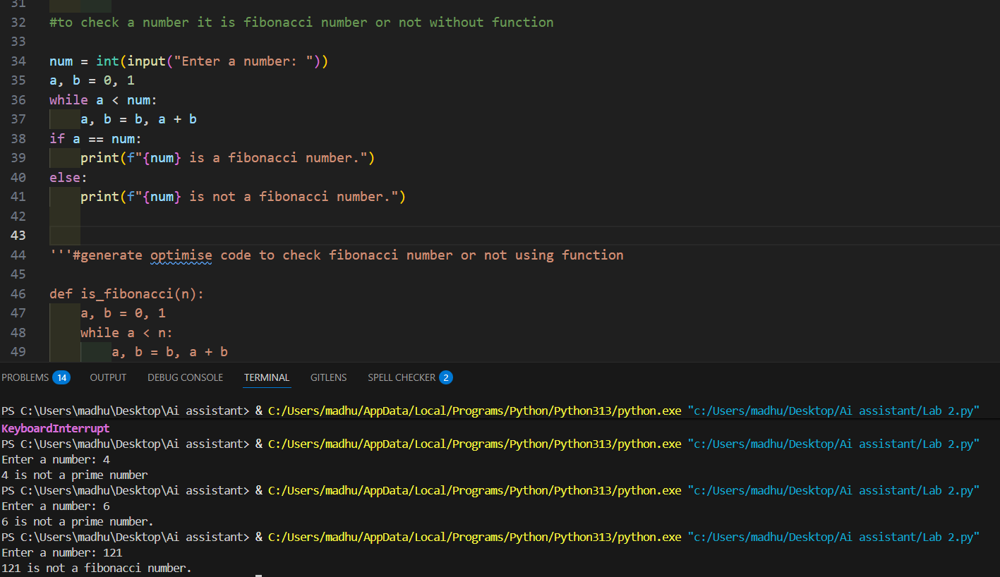 31
32 #to check a number it is fibonacci number or not without function
33
34 num = int(input("Enter a number: "))
35 a, b = 0, 1
36 while a < num:
37     a, b = b, a + b
38 if a == num:
39     print(f"{num} is a fibonacci number.")
40 else:
41     print(f"{num} is not a fibonacci number.")
42
43
44 '''#generate optimise code to check fibonacci number or not using function
45
46 def is_fibonacci(n):
47     a, b = 0, 1
48     while a < n:
49         a, b = b, a + b
PROBLEMS 14 OUTPUT DEBUG CONSOLE TERMINAL GITLENS SPELL CHECKER 2
PS C:\Users\madhu\Desktop\Ai assistant> & C:/Users/madhu/AppData/Local/Programs/Python/Python313/python.exe "c:/Users/madhu/Desktop/Ai assistant/Lab 2.py"
KeyboardInterrupt
PS C:\Users\madhu\Desktop\Ai assistant> & C:/Users/madhu/AppData/Local/Programs/Python/Python313/python.exe "c:/Users/madhu/Desktop/Ai assistant/Lab 2.py"
Enter a number: 4
4 is not a prime number
PS C:\Users\madhu\Desktop\Ai assistant> & C:/Users/madhu/AppData/Local/Programs/Python/Python313/python.exe "c:/Users/madhu/Desktop/Ai assistant/Lab 2.py"
Enter a number: 6
6 is not a prime number.
PS C:\Users\madhu\Desktop\Ai assistant> & C:/Users/madhu/AppData/Local/Programs/Python/Python313/python.exe "c:/Users/madhu/Desktop/Ai assistant/Lab 2.py"
Enter a number: 121
121 is not a fibonacci number.